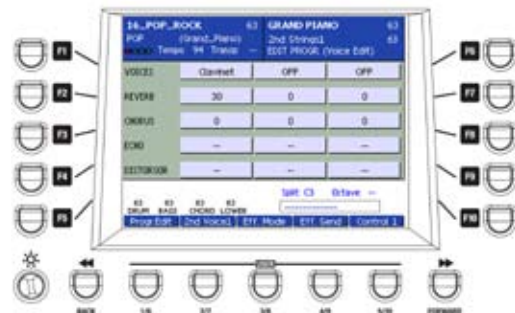 16_POP_ROCK 63 GRAND PIANO 63
POP (Grand_Piano) 2nd Strings1 63
Tempo 94 Transp -- EDIT PROGR. (Voice Edit)
VOICE1 Clavinet OFF OFF
REVERB 30 0 0
CHORUS 0 0 0
ECHO -- -- --
DISTORSOR -- -- --
Split C3 Octave --
63 63 63 63
DRUM BASS CHORD LOWER
Progr.Edit 2nd Voice1 Eff. Mode Eff. Send Control 1
F1 F6
F2 F7
F3 F8
F4 F9
F5 F10
BACK 1/6 2/7 3/8 4/9 5/10 FORWARD